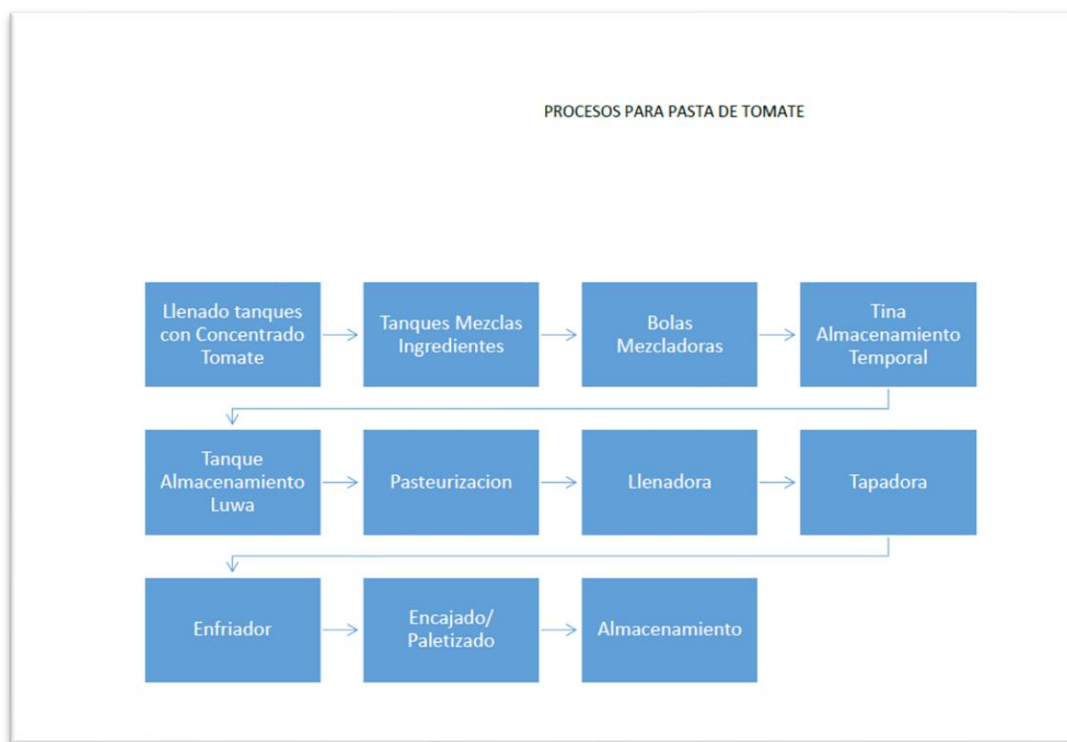 PROCESOS PARA PASTA DE TOMATE
Llenado tanques
con Concentrado
Tomate
Tanques Mezclas
Ingredientes
Bolas
Mezcladoras
Tina
Almacenamiento
Temporal
Tanque
Almacenamiento
Luwa
Pasteurizacion
Llenadora
Tapadora
Enfriador
Encajado/
Paletizado
Almacenamiento